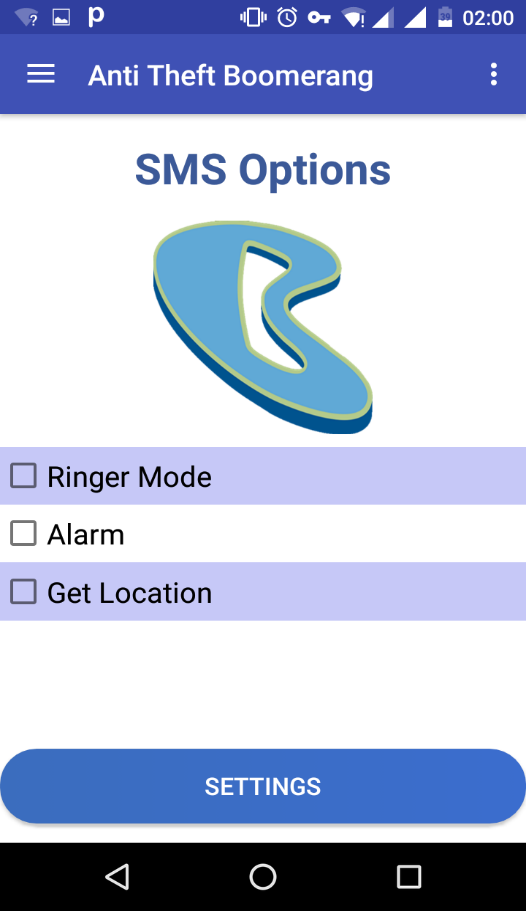 02:00
Anti Theft Boomerang
SMS Options
Ringer Mode
Alarm
Get Location
SETTINGS